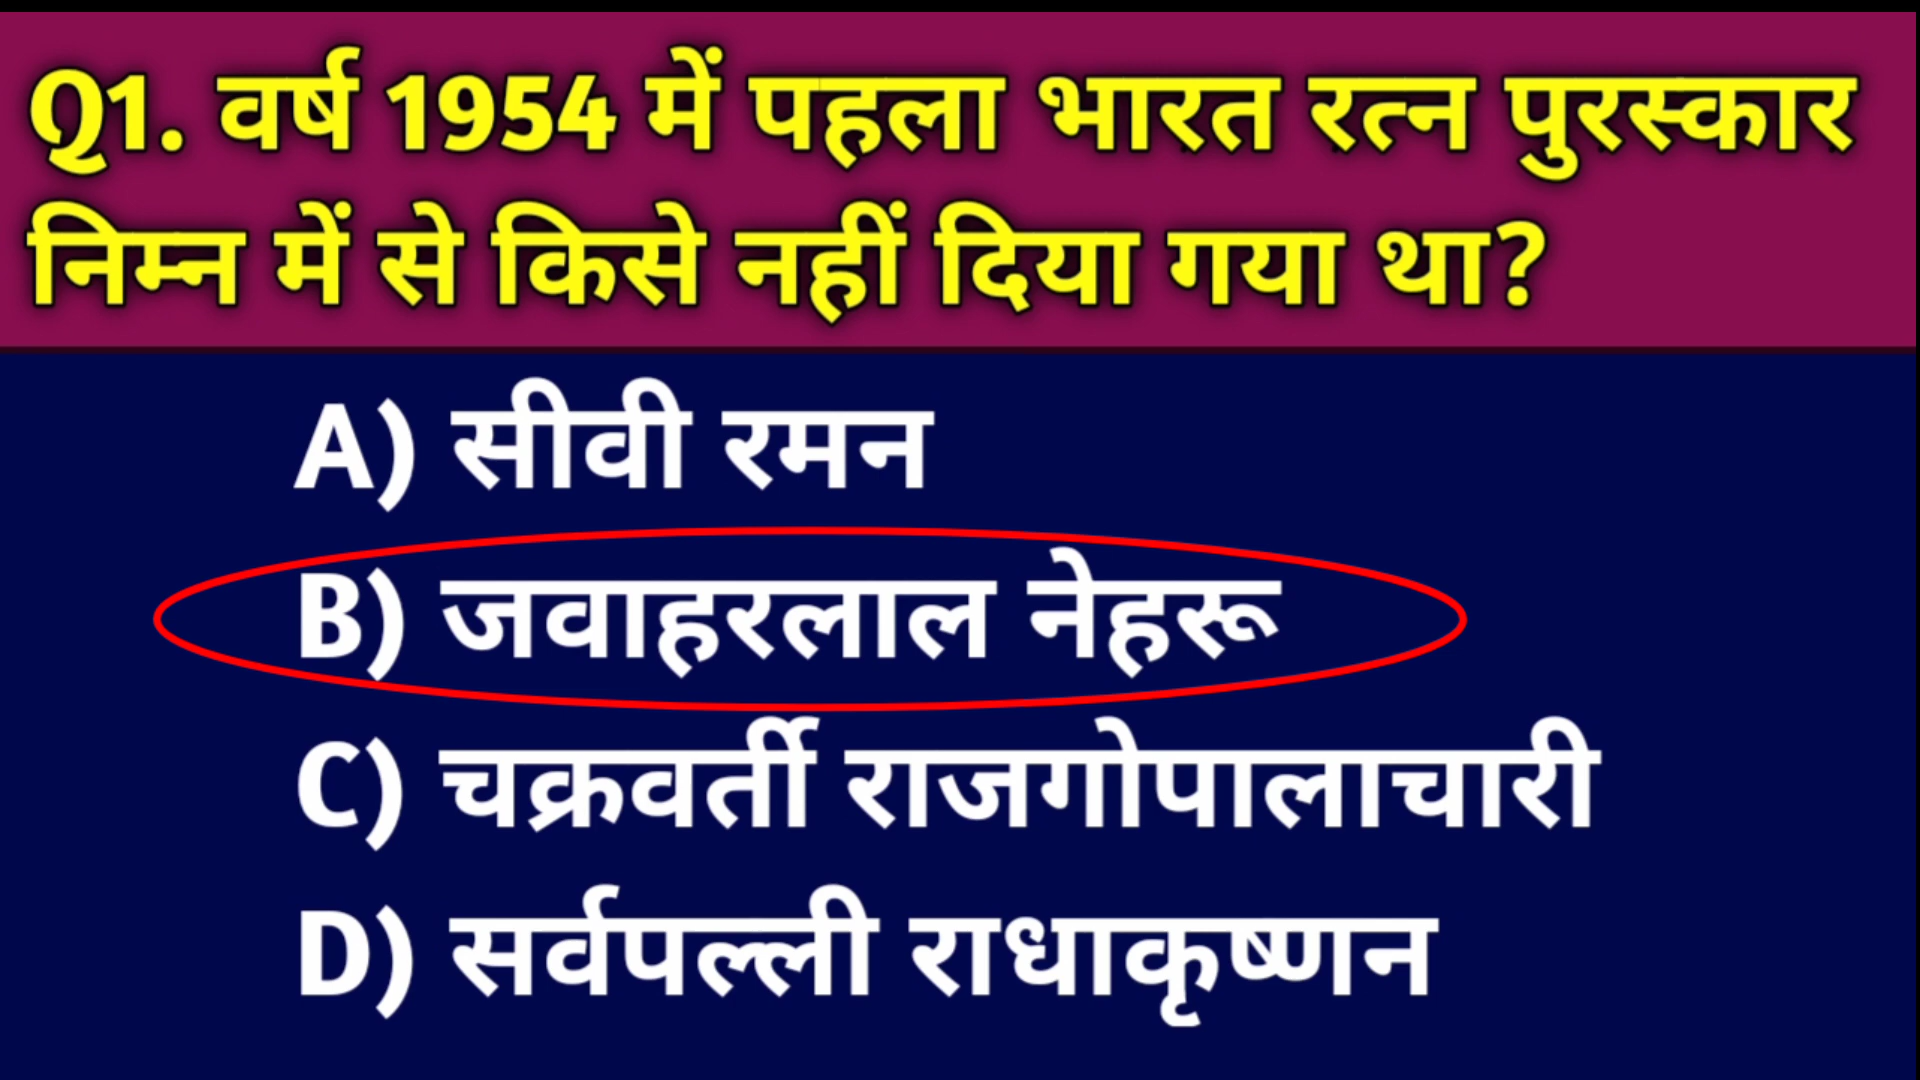 Q1. वर्ष 1954 में पहला भारत रत्न पुरस्कार
निम्न में से किसे नहीं दिया गया था?
A) सीवी रमन
B) जवाहरलाल नेहरू
C) चक्रवर्ती राजगोपालाचारी
D) सर्वपल्ली राधाकृष्णन